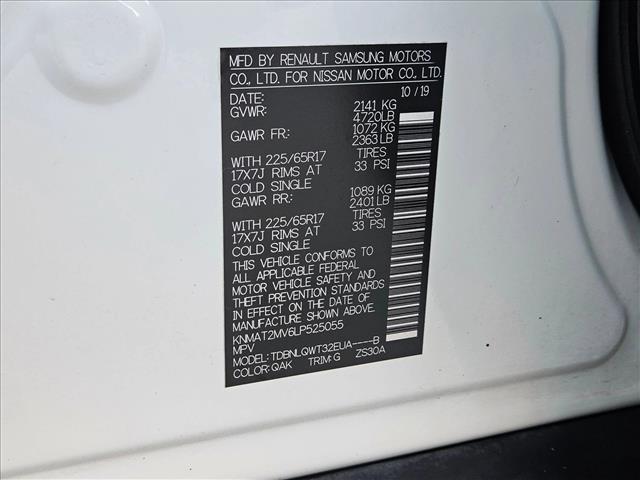 MFD BY RENAULT SAMSUNG MOTORS
CO., LTD. FOR NISSAN MOTOR CO., LTD.
DATE: 10/19
GVWR: 2141 KG
4720LB
GAWR FR: 1072 KG
2363LB
WITH 225/65R17 TIRES
17X7J RIMS AT 33 PSI
COLD SINGLE
GAWR RR: 1089 KG
2401LB
WITH 225/65R17 TIRES
17X7J RIMS AT 33 PSI
COLD SINGLE
THIS VEHICLE CONFORMS TO
ALL APPLICABLE FEDERAL
MOTOR VEHICLE SAFETY AND
THEFT PREVENTION STANDARDS
IN EFFECT ON THE DATE OF
MANUFACTURE SHOWN ABOVE.
KNMAT2MV6LP525055
MPV
MODEL: TDBNLQWT32EUA----B
COLOR: QAK TRIM:G ZS30A